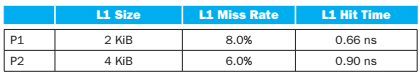 L1 Size L1 Miss Rate L1 Hit Time
P1 2 KiB 8.0% 0.66 ns
P2 4 KiB 6.0% 0.90 ns